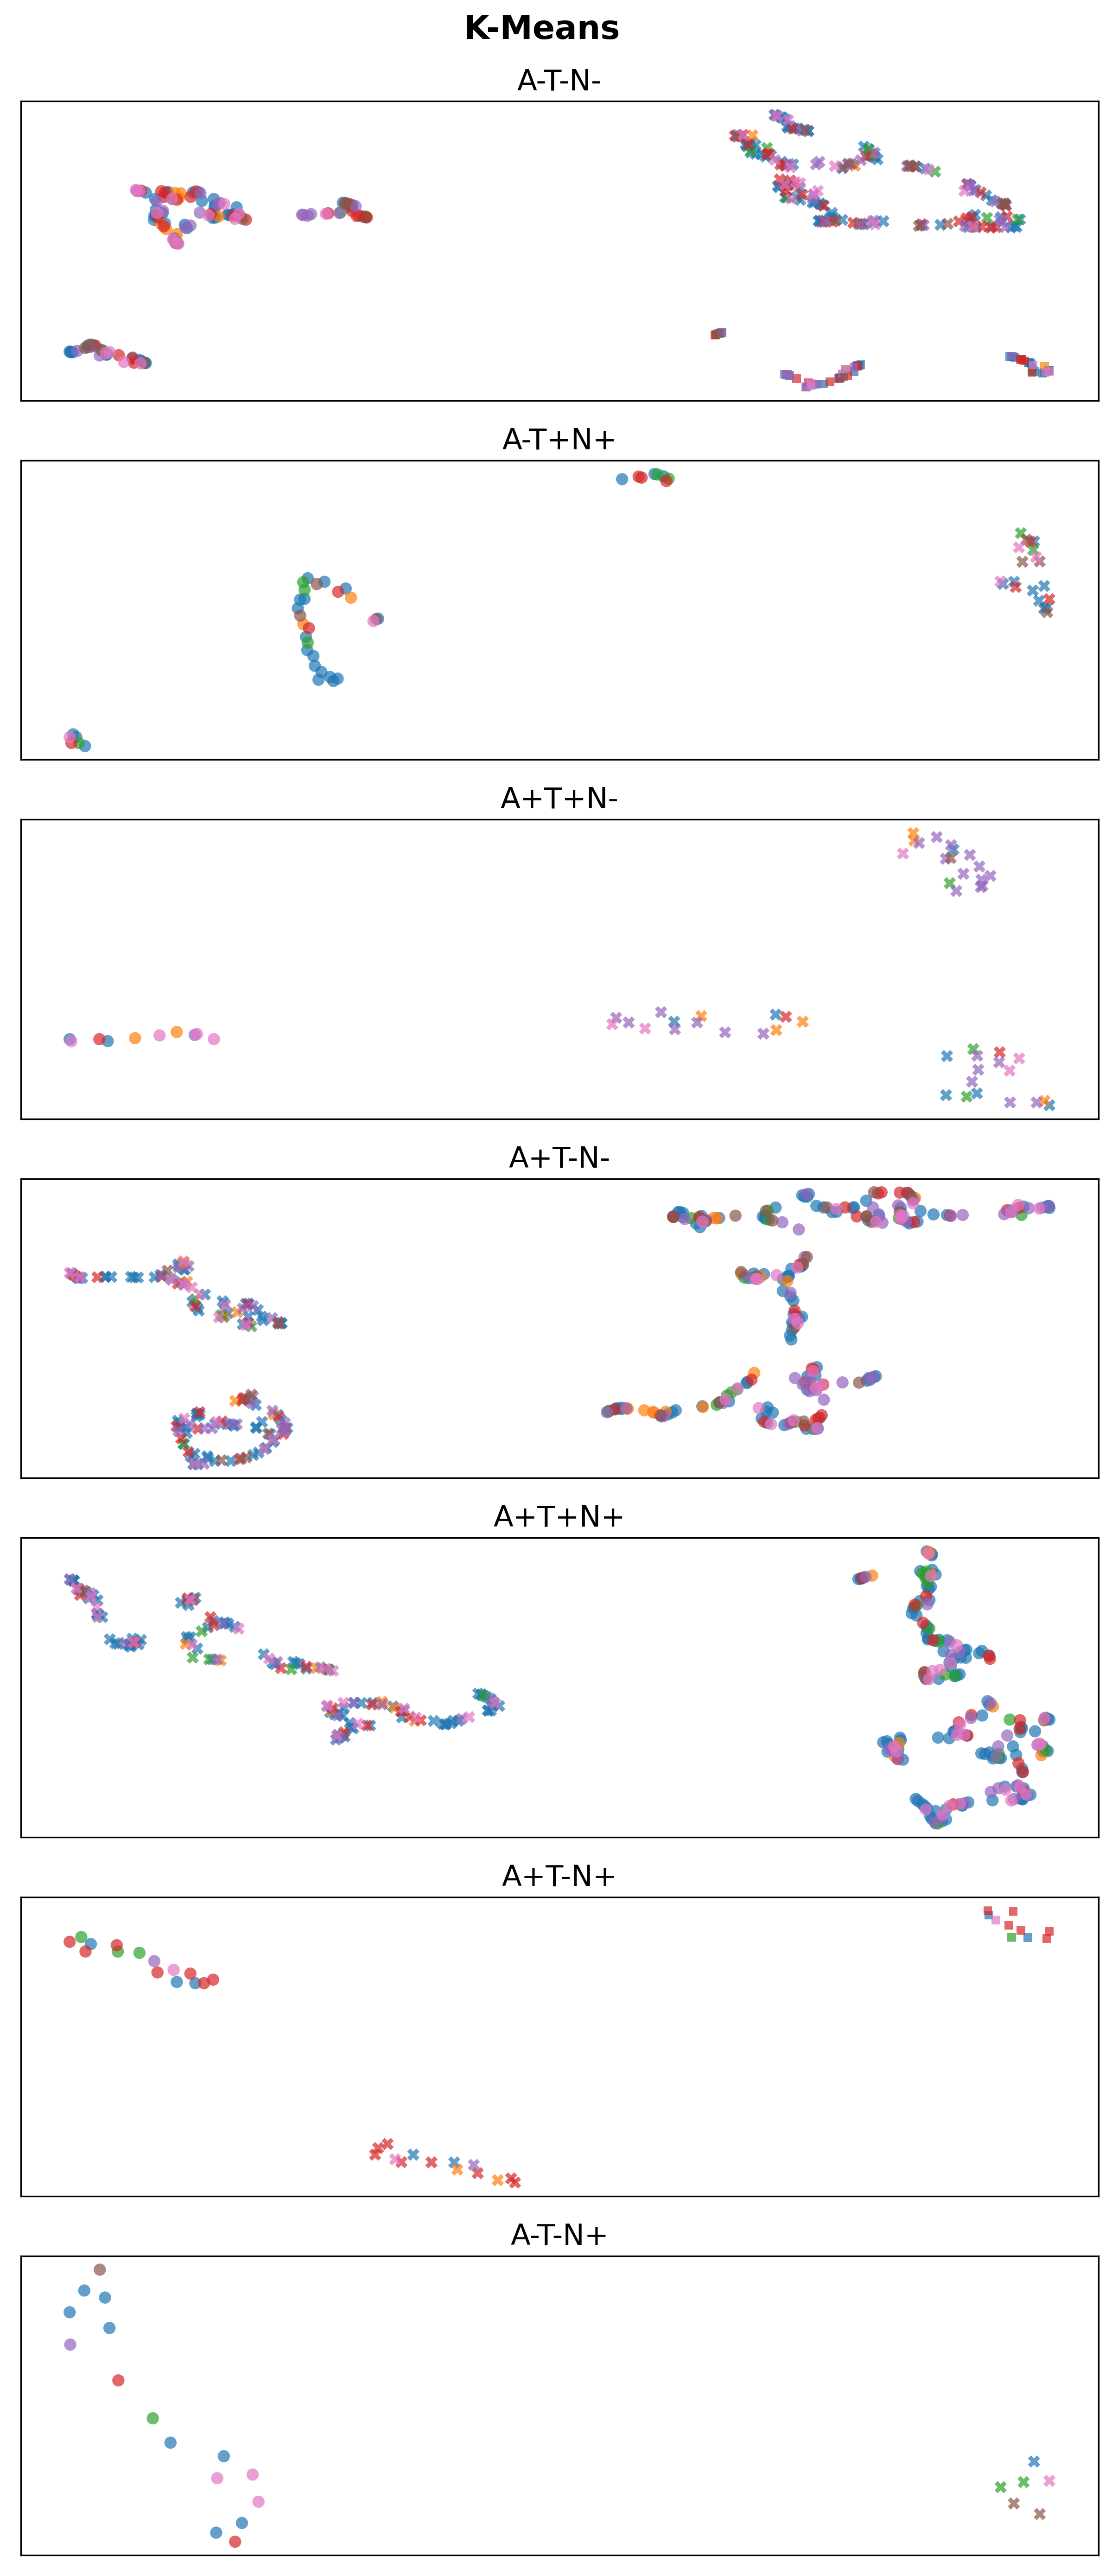 K-Means
A-T-N-
A-T+N+
A+T+N-
A+T-N-
A+T+N+
A+T-N+
A-T-N+